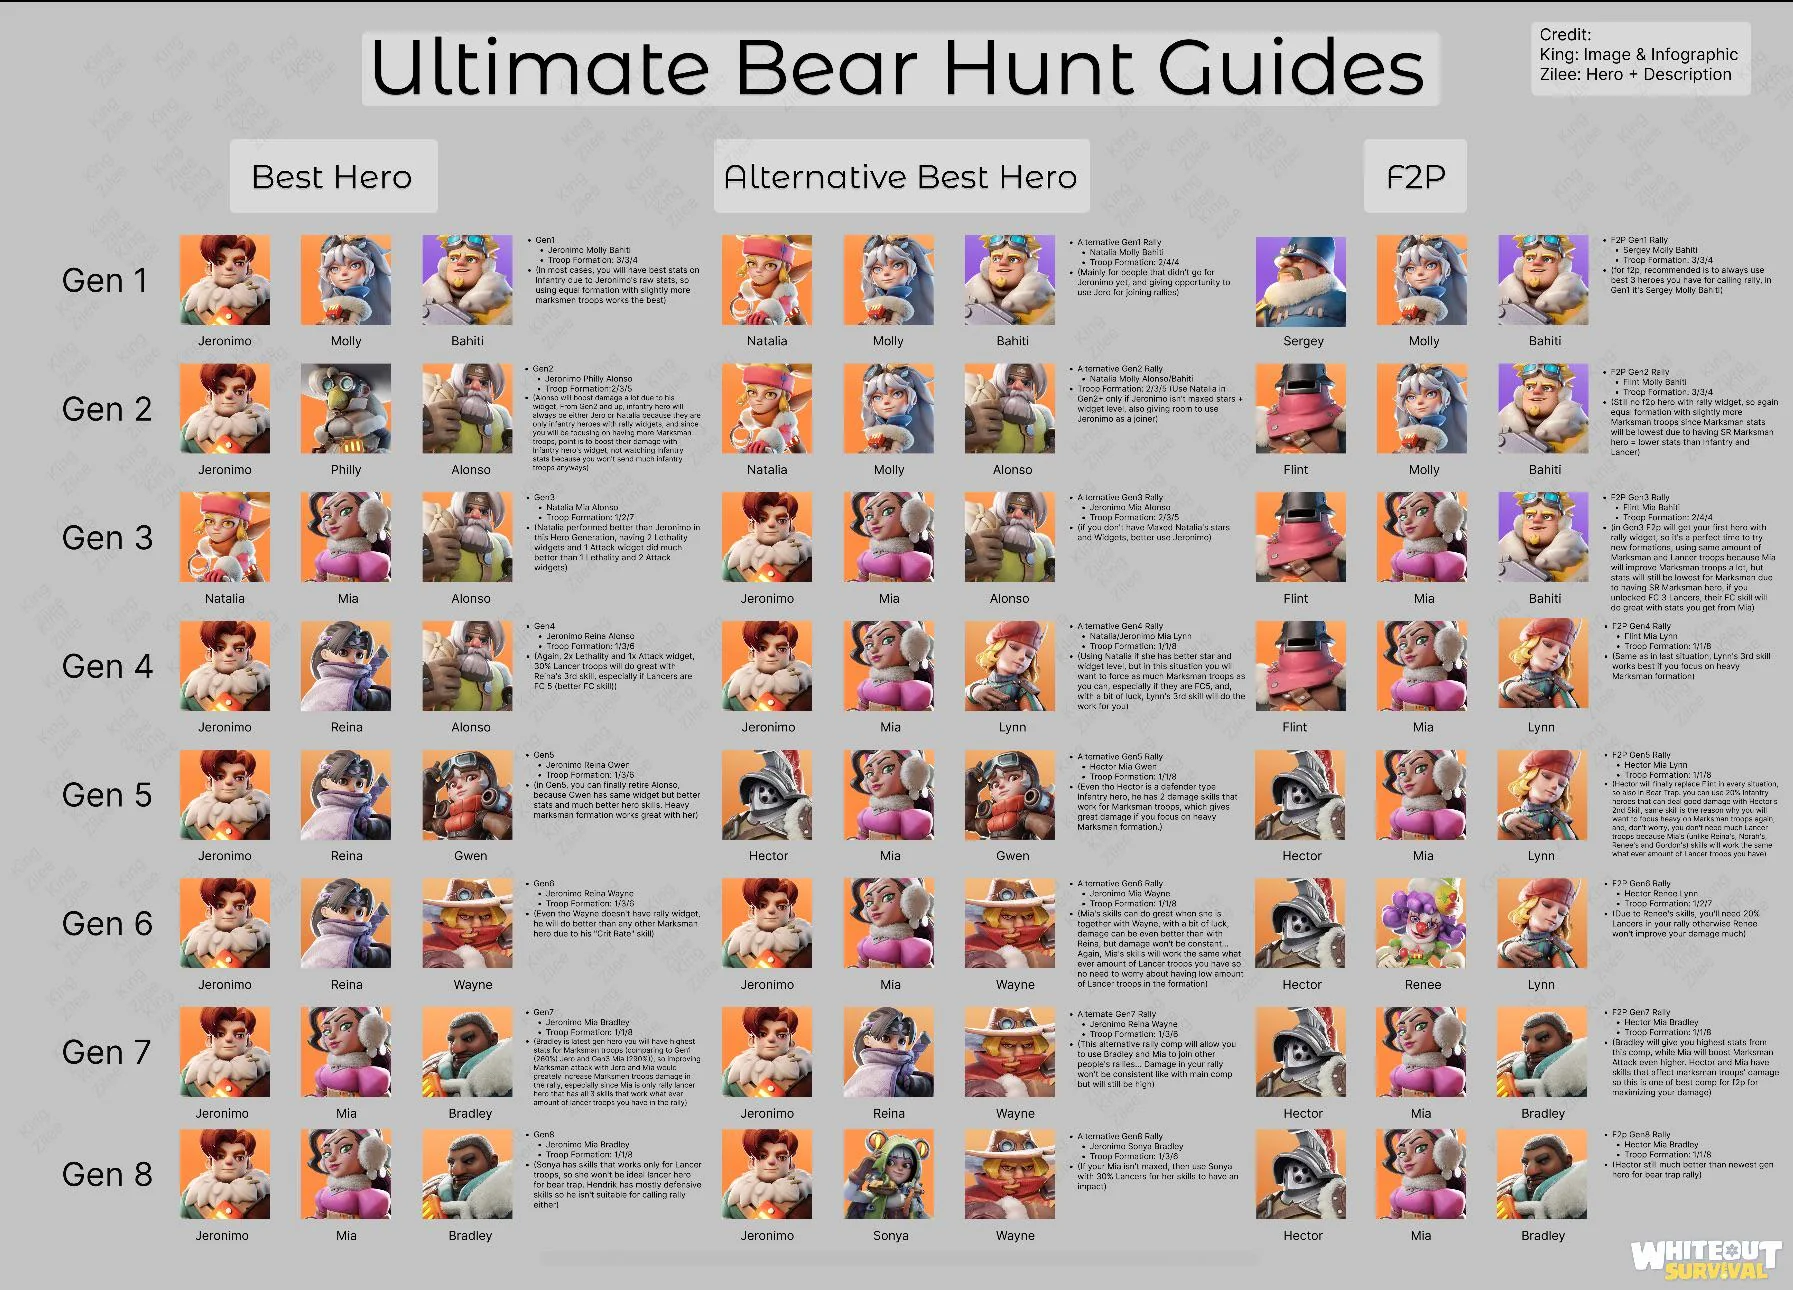 Ultimate Bear Hunt Guides
Credit:
King: Image & Infographic
Zilee: Hero + Description
Best Hero
Alternative Best Hero
F2P
Gen 1
Jeronimo
Molly
Bahiti
• Gen1
• Jeronimo Molly Bahiti
• Troop Formation: 3/3/4
• (In most cases, you will have best stats on
Infantry due to Jeronimo's raw stats, so
using equal formation with slightly more
marksmen troops works the best)
Natalia
Molly
Bahiti
• Alternative Gen1 Rally
• Natalia Molly Bahiti
• Troop Formation: 2/4/4
• (Mainly for people that didn't go for
Jeronimo yet, and giving opportunity to
use Jero for joining rallies)
Sergey
Molly
Bahiti
• F2P Gen1 Rally
• Sergey Molly Bahiti
• Troop Formation: 3/3/4
• (for f2p, recommended is to always use
best 3 heroes you have for calling rally, in
Gen1 it's Sergey Molly Bahiti)
Gen 2
Jeronimo
Philly
Alonso
• Gen2
• Jeronimo Philly Alonso
• Troop Formation:2/3/5
• (Alonso will boost damage a lot due to his
widget, From Gen2 and up, infantry hero will
always be either Jero or Natalia because they are
only infantry heroes with rally widgets, and since
you will be focusing on having more Marksman
troops, point is to boost their damage with
Infantry hero's widget, not watching Infantry
stats because you won't send much infantry
troops anyways)
Natalia
Molly
Alonso
• Alternative Gen2 Rally
• Natalia Molly Alonso/Bahiti
• Troop Formation: 2/3/5 (Use Natalia in
Gen2+ only if Jeronimo isn't maxed stars +
widget level, also giving room to use
Jeronimo as a joiner)
Flint
Molly
Bahiti
• F2P Gen2 Rally
• Flint Molly Bahiti
• Troop Formation: 3/3/4
• (Still no f2p hero with rally widget, so again
equal formation with slightly more
Marksman troops since Marksman stats
will be lowest due to having SR Marksman
hero = lower stats than Infantry and
Lancer)
Gen 3
Natalia
Mia
Alonso
• Gen3
• Natalia Mia Alonso
• Troop Formation: 1/2/7
• (Natalia performed better than Jeronimo in
this Hero Generation, having 2 Lethality
widgets and 1 Attack widget did much
better than 1 Lethality and 2 Attack
widgets)
Jeronimo
Mia
Alonso
• Alternative Gen3 Rally
• Jeronimo Mia Alonso
• Troop Formation: 2/3/5
• (if you don't have Maxed Natalia's stars
and Widgets, better use Jeronimo)
Flint
Mia
Bahiti
• F2P Gen3 Rally
• Flint Mia Bahiti
• Troop Formation: 2/4/4
• (in Gen3 F2p will get your first hero with
rally widget, so it's a perfect time to try
new formations, using same amount of
Marksman and Lancer troops because Mia
will improve Marksman troops a lot, but
stats will still be lowest for Marksman due
to having SR Marksman hero, if you
unlocked FC 3 Lancers, their FC skill will
do great with stats you get from Mia)
Gen 4
Jeronimo
Reina
Alonso
• Gen4
• Jeronimo Reina Alonso
• Troop Formation: 1/3/6
• (Again, 2x Lethality and 1x Attack widget,
30% Lancer troops will do great with
Reina's 3rd skill, especially if Lancers are
FC 5 (better FC skill))
Jeronimo
Mia
Lynn
• Alternative Gen4 Rally
• Natalia/Jeronimo Mia Lynn
• Troop Formation: 1/1/8
• (Using Natalia if she has better star and
widget level, but in this situation you wil
want to force as much Marksman troops as
you can, especially if they are FC5, and,
with a bit of luck, Lynn's 3rd skill will do the
work for you)
Flint
Mia
Lynn
• F2P Gen4 Rally
• Flint Mia Lynn
• Troop Formation: 1/1/8
• (Same as in last situation, Lynn's 3rd skill
works best if you focus on heavy
Marksman formation)
Gen 5
Jeronimo
Reina
Gwen
• Gen5
• Jeronimo Reina Gwen
• Troop Formation: 1/3/6
• (in Gen5, you can finally retire Alonso,
because Gwen has same widget but better
stats and much better hero skills. Heavy
marksman formation works great with her)
Hector
Mia
Gwen
• Alternative Gen5 Rally
• Hector Mia Gwen
• Troop Formation: 1/1/8
• (Even tho Hector is a defender type
Infantry hero, he has 2 damage skills that
work for Marksman troops, which gives
great damage if you focus on heavy
Marksman formation.)
Hector
Mia
Lynn
• F2P Gen5 Rally
• Hector Mia Lynn
• Troop Formation: 1/1/8
• (Hector will finally replace Flint in every situation,
so also in Bear Trap, you can use 20% Infantry
heroes that can deal good damage with Hector's
2nd Skill, same skill is the reason why you will
want to focus heavy on Marksman troops again,
and, don't worry, you don't need much Lancer
troops because Mia's (unlike Reina's, Norah's,
Renee's and Gordon's) skills will work the same
what ever amount of Lancer troops you have)
Gen 6
Jeronimo
Reina
Wayne
• Gen6
• Jeronimo Reina Wayne
• Troop Formation: 1/3/6
• (Even tho Wayne doesn't have rally widget,
he will do better than any other Marksman
hero due to his "Crit Rate" skill)
Jeronimo
Mia
Wayne
• Alternative Gen6 Rally
• Jeronimo Mia Wayne
• Troop Formation: 1/1/8
• (Mia's skills can do great when she is
together with Wayne, with a bit of luck,
damage can be even better than with
Reina, but damage won't be constant...
Again, Mia's skills will work the same what
ever amount of Lancer troops you have so
no need to worry about having low amount
of Lancer troops in the formation)
Hector
Renee
Lynn
• F2P Gen6 Rally
• Hector Renee Lynn
• Troop Formation: 1/2/7
• (Due to Renee's skills, you'll need 20%
Lancers in your rally otherwise Renee
won't improve your damage much)
Gen 7
Jeronimo
Mia
Bradley
• Gen7
• Jeronimo Mia Bradley
• Troop Formation: 1/1/8
• (Bradley is latest gen hero you will have highest
stats for Marksman troops (comparing to Gen1
(260%) Jero and Gen3 Mia (290%)), so improving
Marksman attack with Jero and Mia would
greately increase Marksmen troops damage in
the rally, especially since Mia is only rally lancer
hero that has all 3 skills that work what ever
amount of lancer troops you have in the rally)
Jeronimo
Reina
Wayne
• Alternate Gen7 Rally
• Jeronimo Reina Wayne
• Troop Formation: 1/3/6
• (This alternative rally comp will allow you
to use Bradley and Mia to join other
people's rallies... Damage in your rally
won't be consistent like with main comp
but will still be high)
Hector
Mia
Bradley
• F2P Gen7 Rally
• Hector Mia Bradley
• Troop Formation: 1/1/8
• (Bradley will give you highest stats from
this comp, while Mia will boost Marksman
Attack even higher. Hector and Mia have
skills that affect marksman troops' damage
so this is one of best comp for f2p for
maximizing your damage)
Gen 8
Jeronimo
Mia
Bradley
• Gen8
• Jeronimo Mia Bradley
• Troop Formation: 1/1/8
• (Sonya has skills that works only for Lancer
troops, so she won't be ideal lancer hero
for bear trap. Hendrik has mostly defensive
skills so he isn't suitable for calling rally
either)
Jeronimo
Sonya
Wayne
• Alternative Gen8 Rally
• Jeronimo Sonya Bradley
• Troop Formation: 1/3/6
• (If your Mia isn't maxed, then use Sonya
with 30% Lancers for her skills to have an
impact)
Hector
Mia
Bradley
• F2p Gen8 Rally
• Hector Mia Bradley
• Troop Formation: 1/1/8
• (Hector still much better than newest gen
hero for bear trap rally)
WHITEOUT
SURVIVAL